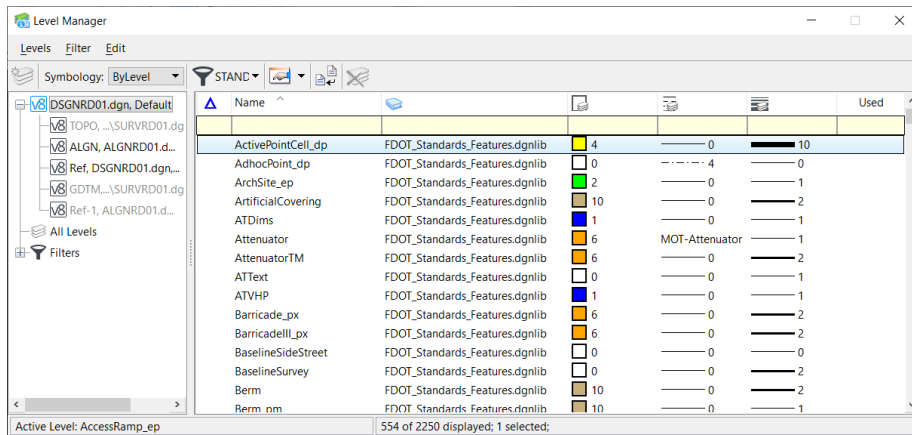 Level Manager
Levels Filter Edit
Symbology: ByLevel STAND
DSGNRD01.dgn, Default
TOPO, ...\SURVRD01.dg
ALGN, ALGNRD01.d...
Ref, DSGNRD01.dgn,...
GDTM,...\SURVRD01.dg
Ref-1, ALGNRD01.d...
All Levels
Filters
Name Used
ActivePointCell_dp FDOT_Standards_Features.dgnlib 4 0 10
AdhocPoint_dp FDOT_Standards_Features.dgnlib 0 4 0
ArchSite_ep FDOT_Standards_Features.dgnlib 2 0 1
ArtificialCovering FDOT_Standards_Features.dgnlib 10 0 2
ATDims FDOT_Standards_Features.dgnlib 1 0 1
Attenuator FDOT_Standards_Features.dgnlib 6 MOT-Attenuator 1
AttenuatorTM FDOT_Standards_Features.dgnlib 6 0 2
ATText FDOT_Standards_Features.dgnlib 0 0 1
ATVHP FDOT_Standards_Features.dgnlib 1 0 1
Barricade_px FDOT_Standards_Features.dgnlib 6 0 2
BarricadeIII_px FDOT_Standards_Features.dgnlib 6 0 2
BaselineSideStreet FDOT_Standards_Features.dgnlib 0 0 0
BaselineSurvey FDOT_Standards_Features.dgnlib 0 0 2
Berm FDOT_Standards_Features.dgnlib 10 0 2
Berm_pm FDOT_Standards_Features.dgnlib 10 0 1
Active Level: AccessRamp_ep 554 of 2250 displayed; 1 selected;